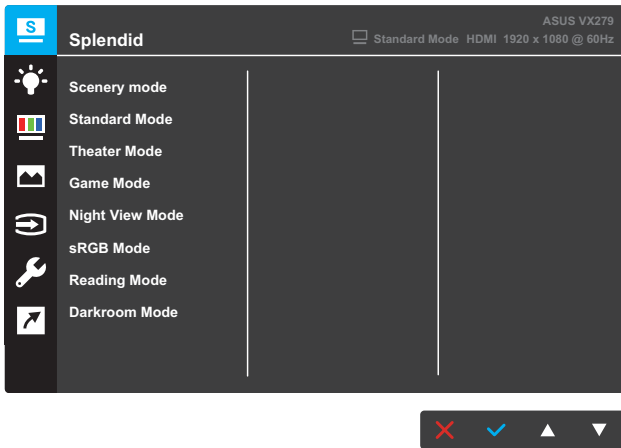 S
ASUS VX279
Splendid
Standard Mode HDMI 1920 x 1080 @ 60Hz
Scenery mode
Standard Mode
Theater Mode
Game Mode
Night View Mode
sRGB Mode
Reading Mode
Darkroom Mode